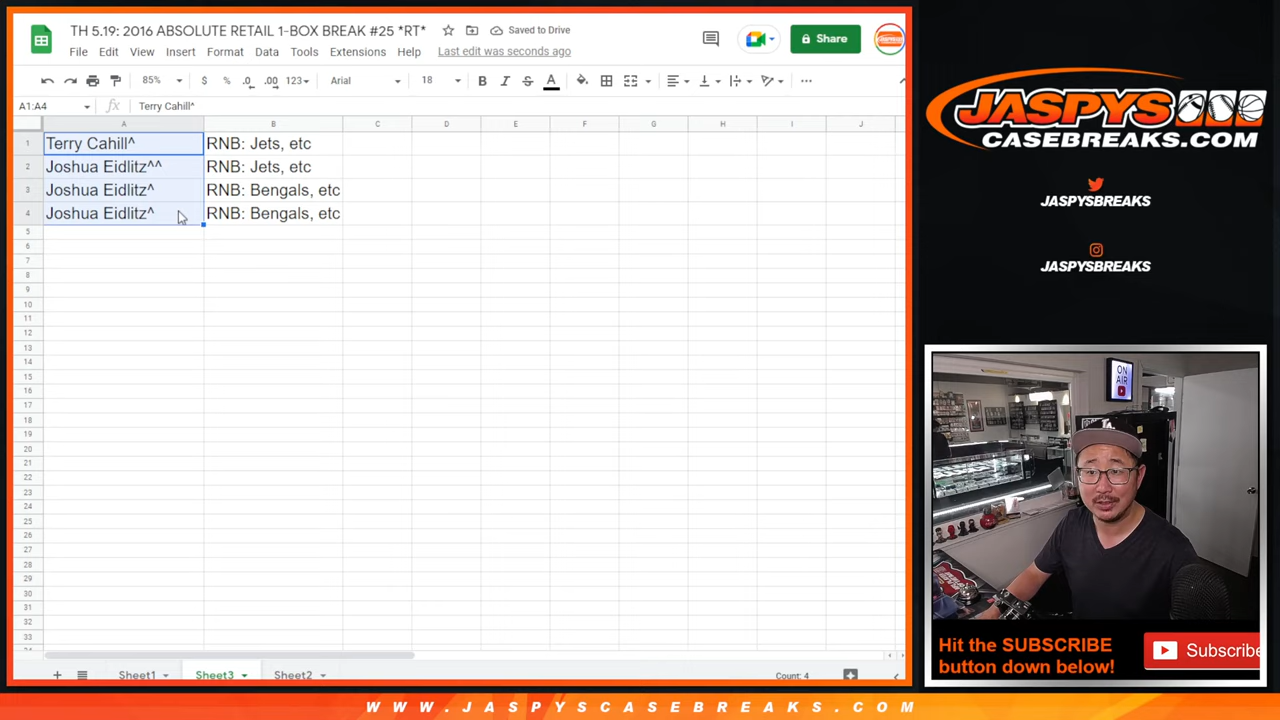 TH 5.19: 2016 ABSOLUTE RETAIL 1-BOX BREAK #25 *RT*
Saved to Drive
File Edit View Insert Format Data Tools Extensions Help Last edit was seconds ago
Share
85% $ % .0 .00 123 Arial 18 B I S A
A1:A4 fx Terry Cahill^
A B C D E F G H I J
1 Terry Cahill^ RNB: Jets, etc
2 Joshua Eidlitz^^ RNB: Jets, etc
3 Joshua Eidlitz^ RNB: Bengals, etc
4 Joshua Eidlitz^ RNB: Bengals, etc
5
6
7
8
9
10
11
12
13
14
15
16
17
18
19
20
21
22
23
24
25
26
27
28
29
30
31
32
33
Sheet1 Sheet3 Sheet2 Count: 4
JASPYS
CASEBREAKS.COM
JASPYSBREAKS
JASPYSBREAKS
ON
AIR
LA
Hit the SUBSCRIBE
button down below!
Subscribe
WWW.JASPYSCASEBREAKS.COM